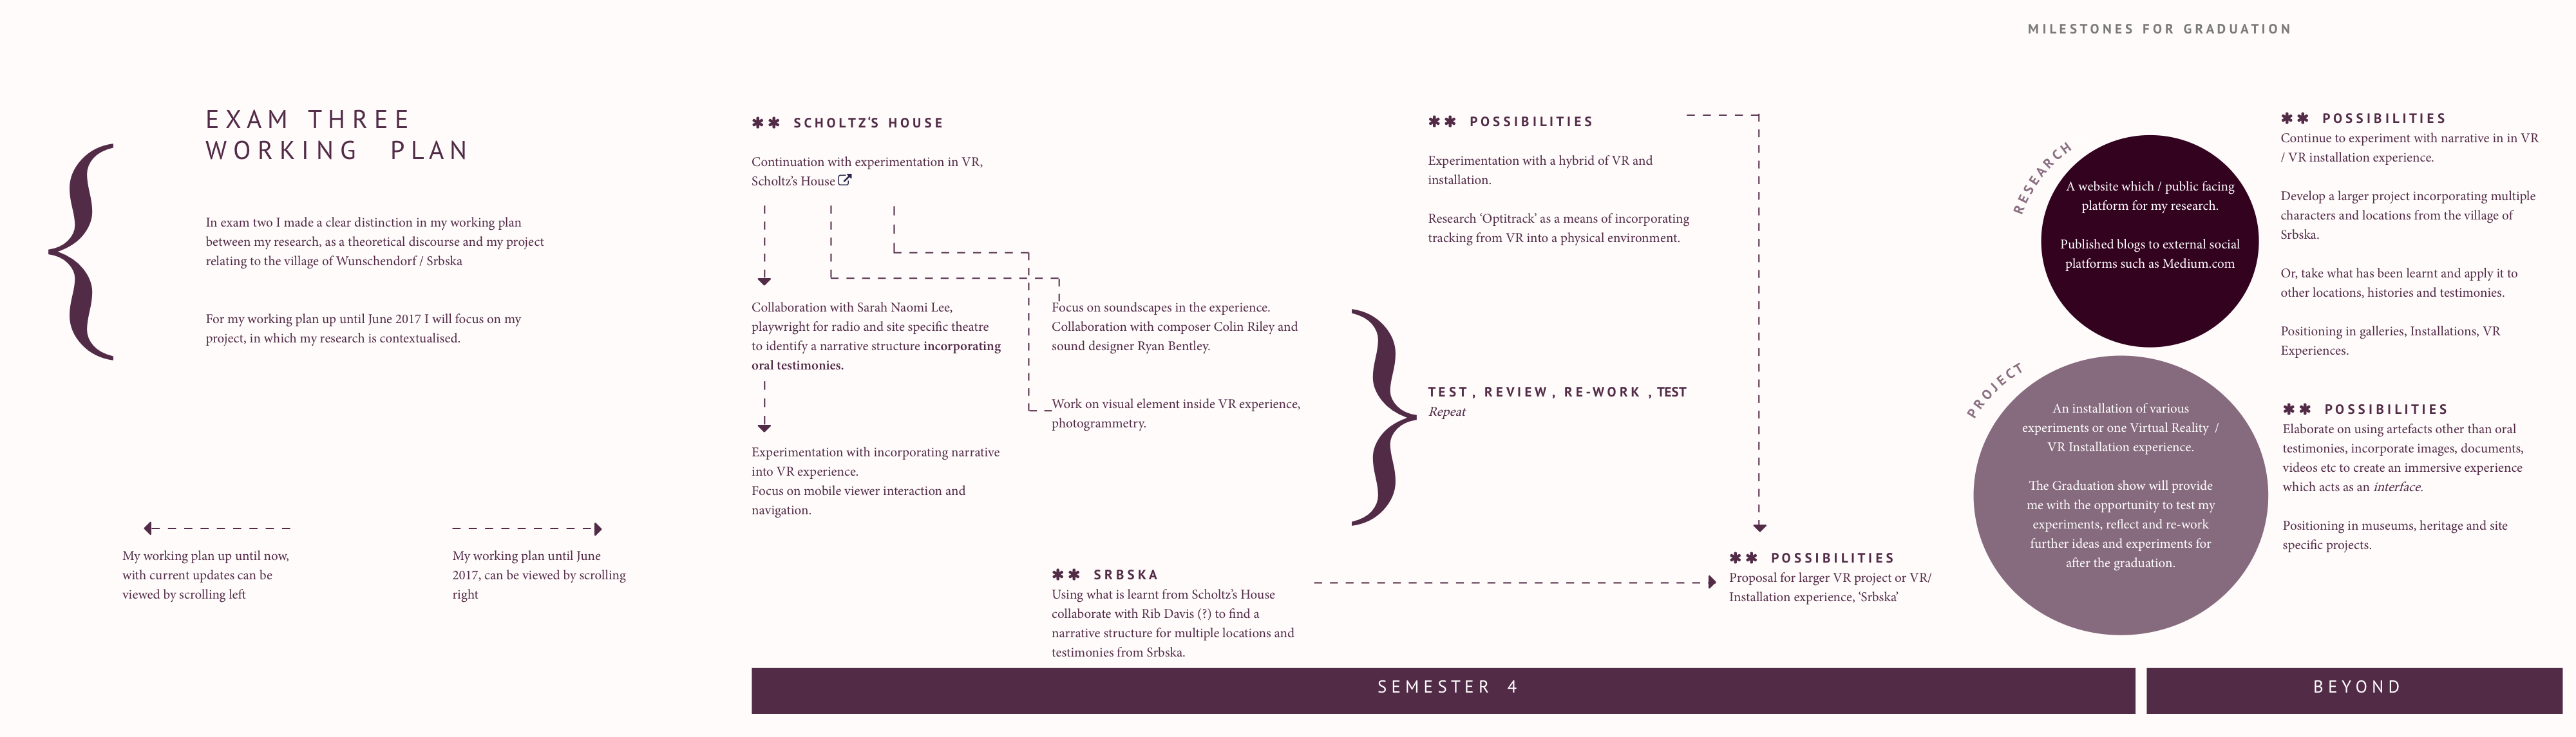 MILESTONES FOR GRADUATION
EXAM THREE
WORKING PLAN
In exam two I made a clear distinction in my working plan
between my research, as a theoretical discourse and my project
relating to the village of Wunschendorf / Srbska
For my working plan up until June 2017 I will focus on my
project, in which my research is contextualised.
My working plan up until now,
with current updates can be
viewed by scrolling left
My working plan until June
2017, can be viewed by scrolling
right
✱✱ SCHOLTZ'S HOUSE
Continuation with experimentation in VR,
Scholtz's House
Collaboration with Sarah Naomi Lee,
playwright for radio and site specific theatre
to identify a narrative structure incorporating
oral testimonies.
Experimentation with incorporating narrative
into VR experience.
Focus on mobile viewer interaction and
navigation.
Focus on soundscapes in the experience.
Collaboration with composer Colin Riley and
sound designer Ryan Bentley.
Work on visual element inside VR experience,
photogrammetry.
✱✱ SRBSKA
Using what is learnt from Scholtz's House
collaborate with Rib Davis (?) to find a
narrative structure for multiple locations and
testimonies from Srbska.
✱✱ POSSIBILITIES
Experimentation with a hybrid of VR and
installation.
Research 'Optitrack' as a means of incorporating
tracking from VR into a physical environment.
TEST , REVIEW , RE-WORK , TEST
Repeat
✱✱ POSSIBILITIES
Proposal for larger VR project or VR/
Installation experience, 'Srbska'
RESEARCH
A website which / public facing
platform for my research.
Published blogs to external social
platforms such as Medium.com
PROJECT
An installation of various
experiments or one Virtual Reality /
VR Installation experience.
The Graduation show will provide
me with the opportunity to test my
experiments, reflect and re-work
further ideas and experiments for
after the graduation.
✱✱ POSSIBILITIES
Continue to experiment with narrative in in VR
/ VR installation experience.
Develop a larger project incorporating multiple
characters and locations from the village of
Srbska.
Or, take what has been learnt and apply it to
other locations, histories and testimonies.
Positioning in galleries, Installations, VR
Experiences.
✱✱ POSSIBILITIES
Elaborate on using artefacts other than oral
testimonies, incorporate images, documents,
videos etc to create an immersive experience
which acts as an interface.
Positioning in museums, heritage and site
specific projects.
SEMESTER 4
BEYOND